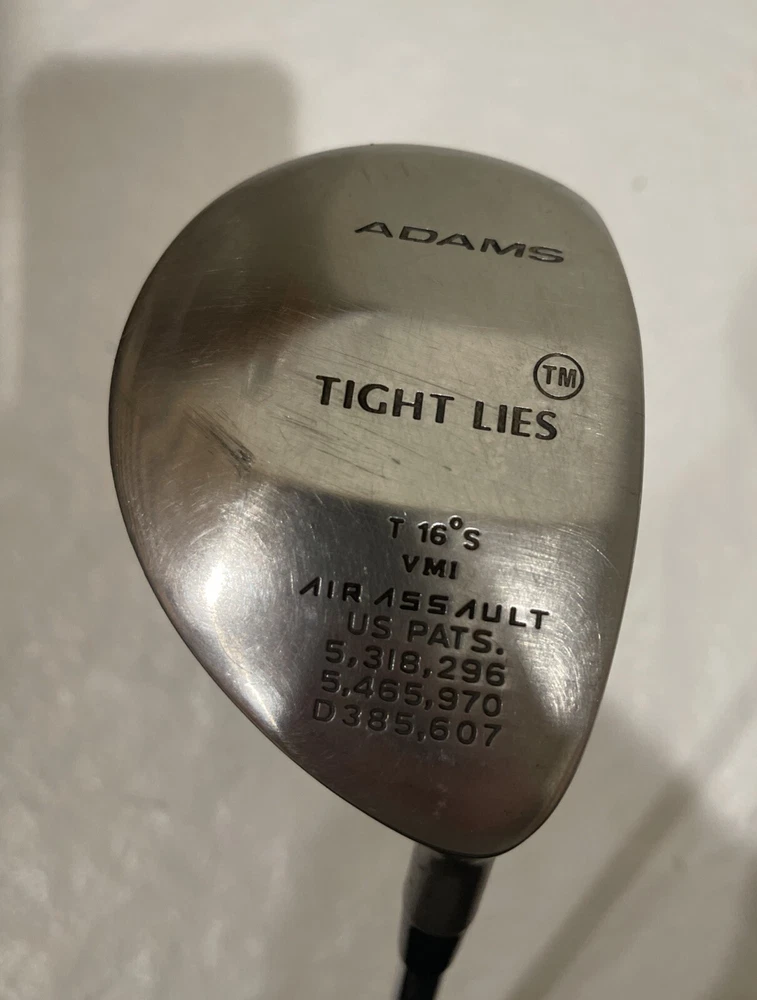 ADAMS
TM
TIGHT LIES
T 16°S
VMI
AIR ASSAULT
US PATS.
5,318,296
5,465,970
D385,607